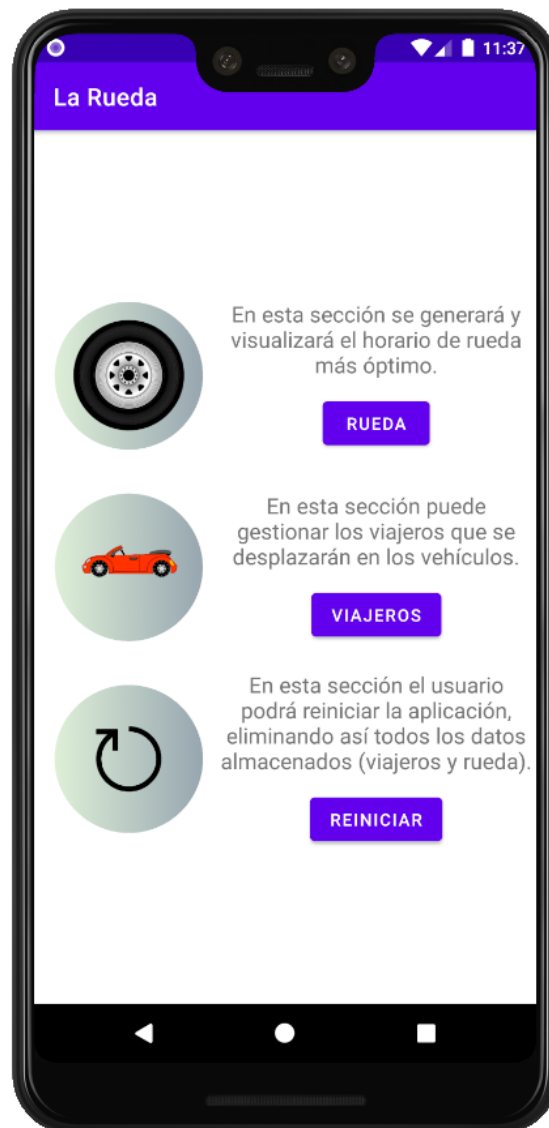 11:37
La Rueda
En esta sección se generará y
visualizará el horario de rueda
más óptimo.
RUEDA
En esta sección puede
gestionar los viajeros que se
desplazarán en los vehículos.
VIAJEROS
En esta sección el usuario
podrá reiniciar la aplicación,
eliminando así todos los datos
almacenados (viajeros y rueda).
REINICIAR